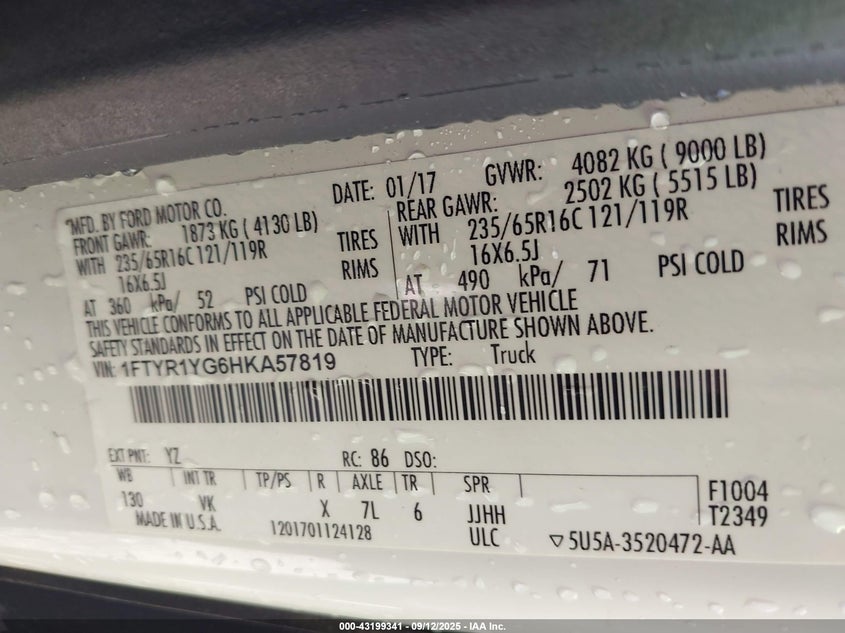 MFD. BY FORD MOTOR CO.
DATE: 01/17
GVWR: 4082 KG ( 9000 LB)
FRONT GAWR: 1873 KG ( 4130 LB)
WITH 235/65R16C 121/119R TIRES
16X6.5J RIMS
AT 360 kPa/ 52 PSI COLD
REAR GAWR: 2502 KG ( 5515 LB)
WITH 235/65R16C 121/119R TIRES
16X6.5J RIMS
AT 490 kPa/ 71 PSI COLD
THIS VEHICLE CONFORMS TO ALL APPLICABLE FEDERAL MOTOR VEHICLE
SAFETY STANDARDS IN EFFECT ON THE DATE OF MANUFACTURE SHOWN ABOVE.
VIN: 1FTYR1YG6HKA57819
TYPE: Truck
EXT PNT: YZ RC: 86 DSO:
WB INT TR TP/PS R AXLE TR SPR
130 VK X 7L 6 JJHH
F1004
T2349
MADE IN U.S.A. 1201701124128 ULC
▽5U5A-3520472-AA
000-43199341 - 09/12/2025 - IAA Inc.